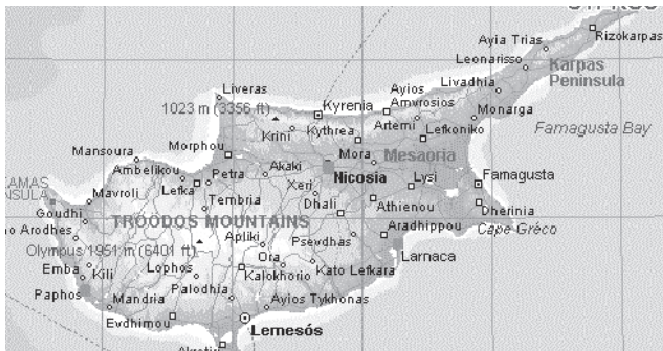 Rizokarpas
Ayia Trias
Leonarisso
Karpas
Peninsula
Livadhia
Liveras
Ayios
Amvrosios
1023 m (3356 ft)
Kyrenia
Monarga
Artemi
Krini
Kythrea
Lefkoniko
Famagusta Bay
Morphou
Mora
Mesaoria
Mansoura
Ambelikou
Akaki
Nicosia
Petra
Lefka
Xeri
Lysi
Famagusta
Mavroli
Tembria
Dhali
Athienou
Dherinia
Goudhi
TROODOS MOUNTAINS
Aradhippou
Cape Greco
o Arodhes
Apliki
Psevdhas
Olympus 1951 m (6401 ft)
Ora
Larnaca
Emba
Kili
Lophos
Kalokhorio
Kato Lefkara
Paphos
Palodhia
Mandria
Ayios Tykhonas
Evdhimou
Lemesós